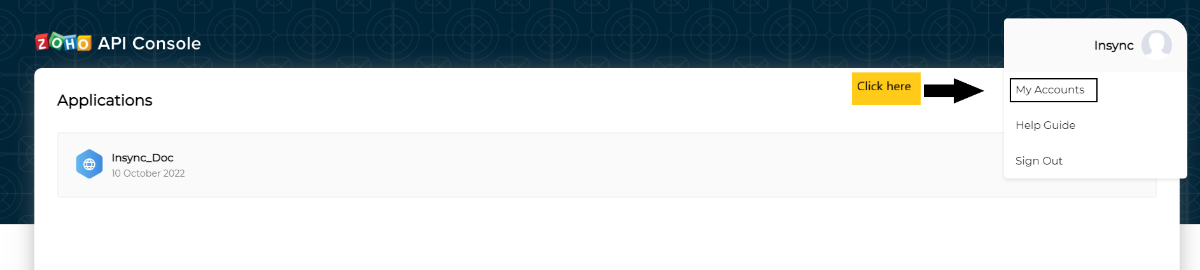 ZOHO API Console
Insync
Click here
My Accounts
Applications
Help Guide
Insync_Doc
Sign Out
10 October 2022